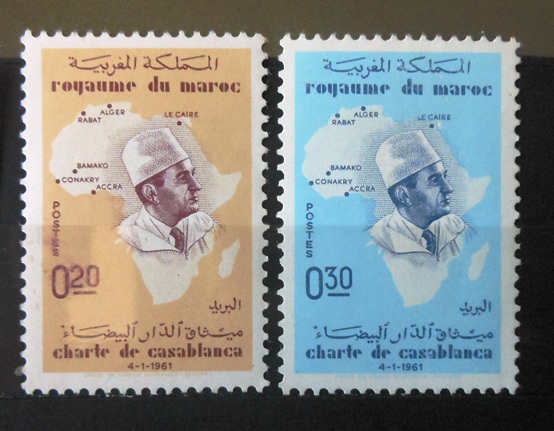 المملكة المغربية
royaume du maroc
ALGER
RABAT
LE CAIRE
BAMAKO
CONAKRY
ACCRA
POSTES
0.20
البريد
ميثاق الدار البيضاء
charte de casablanca
4-1-1961
المملكة المغربية
royaume du maroc
ALGER
RABAT
LE CAIRE
BAMAKO
CONAKRY
ACCRA
POSTES
0.30
البريد
ميثاق الدار البيضاء
charte de casablanca
4-1-1961